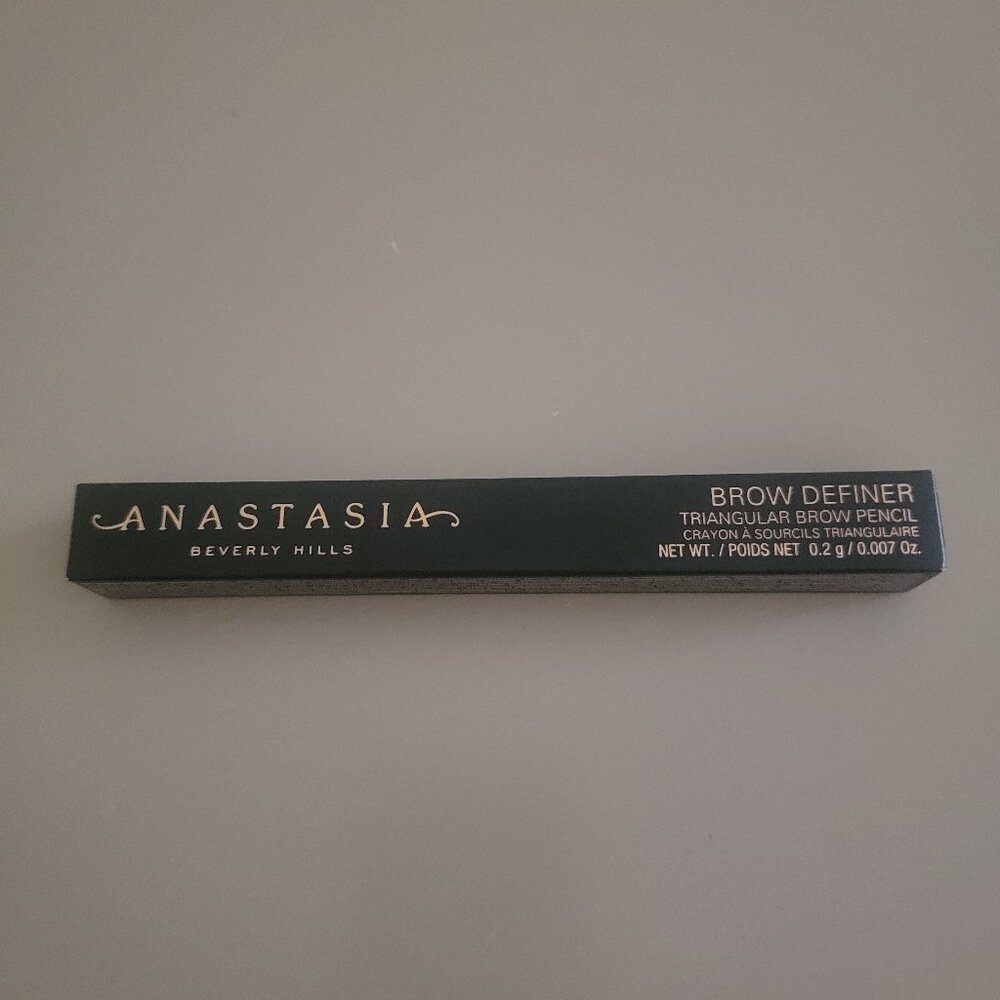 ANASTASIA
BEVERLY HILLS
BROW DEFINER
TRIANGULAR BROW PENCIL
CRAYON À SOURCILS TRIANGULAIRE
NET WT. / POIDS NET 0.2 g / 0.007 Oz.